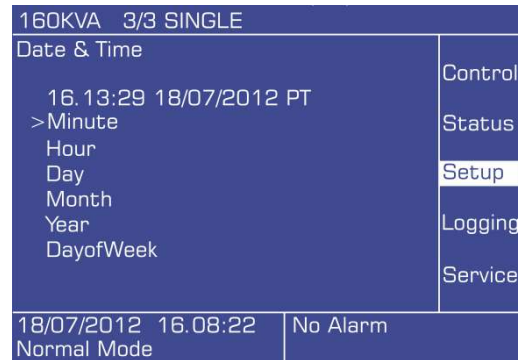 160KVA 3/3 SINGLE
Date & Time
16.13:29 18/07/2012 PT
>Minute
Hour
Day
Month
Year
DayofWeek
Control
Status
Setup
Logging
Service
18/07/2012 16.08:22
Normal Mode
No Alarm